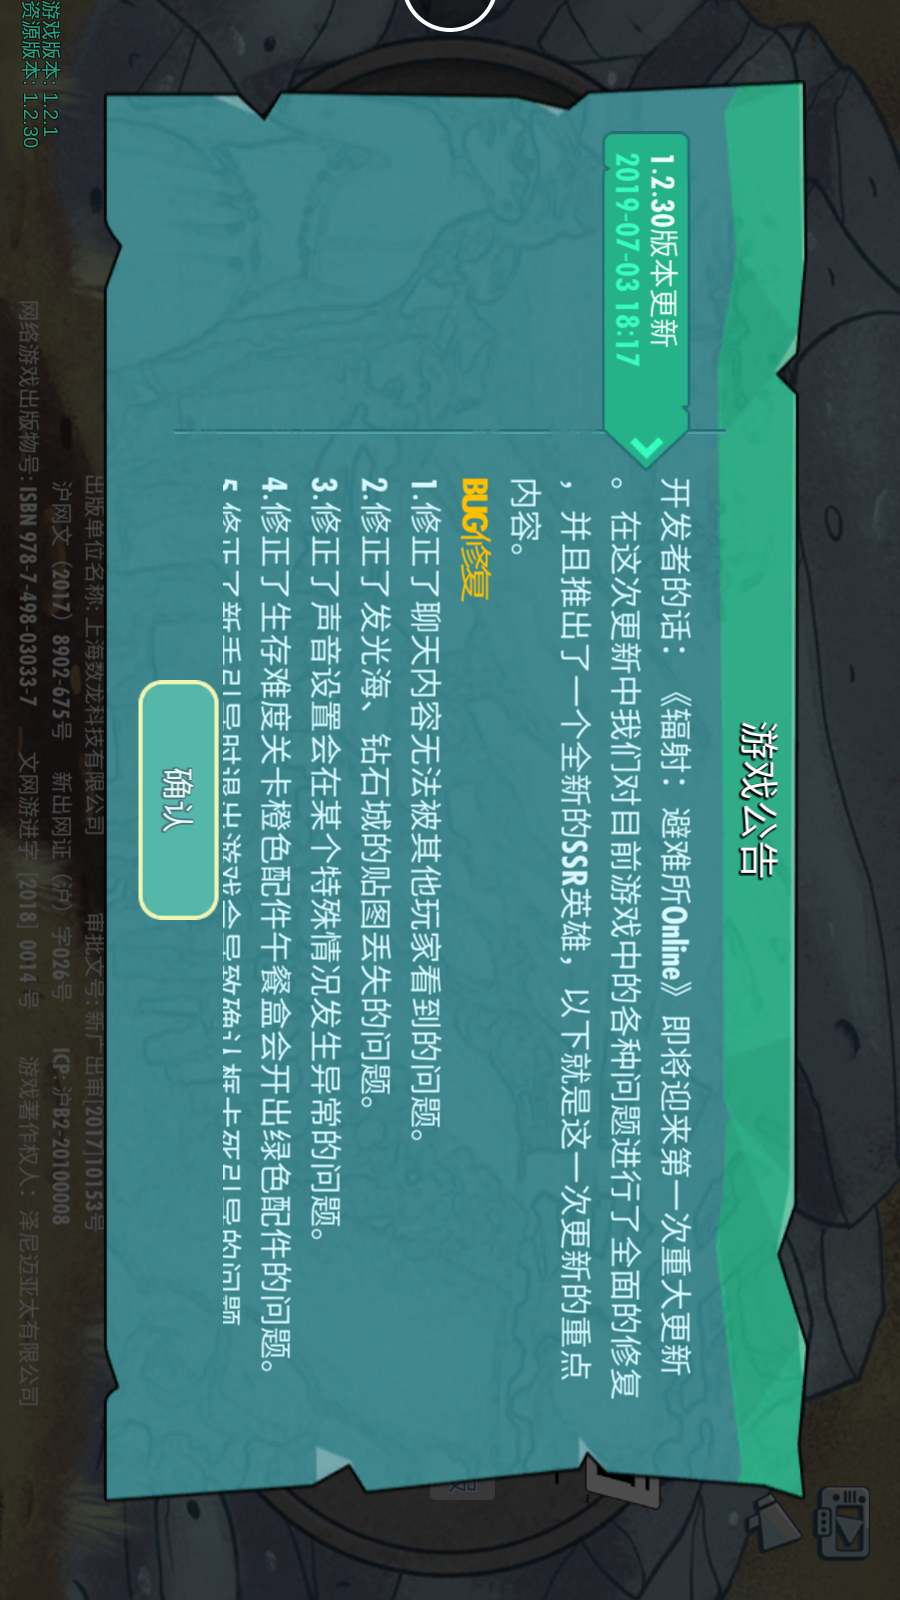 游戏版本: 1.2.1
资源版本: 1.2.30
游戏公告
1.2.30版本更新
2019-07-03 18:17
开发者的话：《辐射：避难所Online》即将迎来第一次重大更新
。在这次更新中我们对目前游戏中的各种问题进行了全面的修复
，并且推出了一个全新的SSR英雄，以下就是这一次更新的重点
内容。
BUG修复
1.修正了聊天内容无法被其他玩家看到的问题。
2.修正了发光海、钻石城的贴图丢失的问题。
3.修正了声音设置会在某个特殊情况发生异常的问题。
4.修正了生存难度关卡橙色配件午餐盒会开出绿色配件的问题。
5.修正了新手引导时退出游戏会导致确认框卡死引导的问题
确认
出版单位名称: 上海数龙科技有限公司 审批文号: 新广出审[2017]10153号
沪网文（2017）8902-675号 新出网证（沪）字026号 ICP: 沪B2-20100008
网络游戏出版物号: ISBN 978-7-498-03033-7 文网游进字 [2018] 0014 号 游戏著作权人: 泽尼迈亚太有限公司